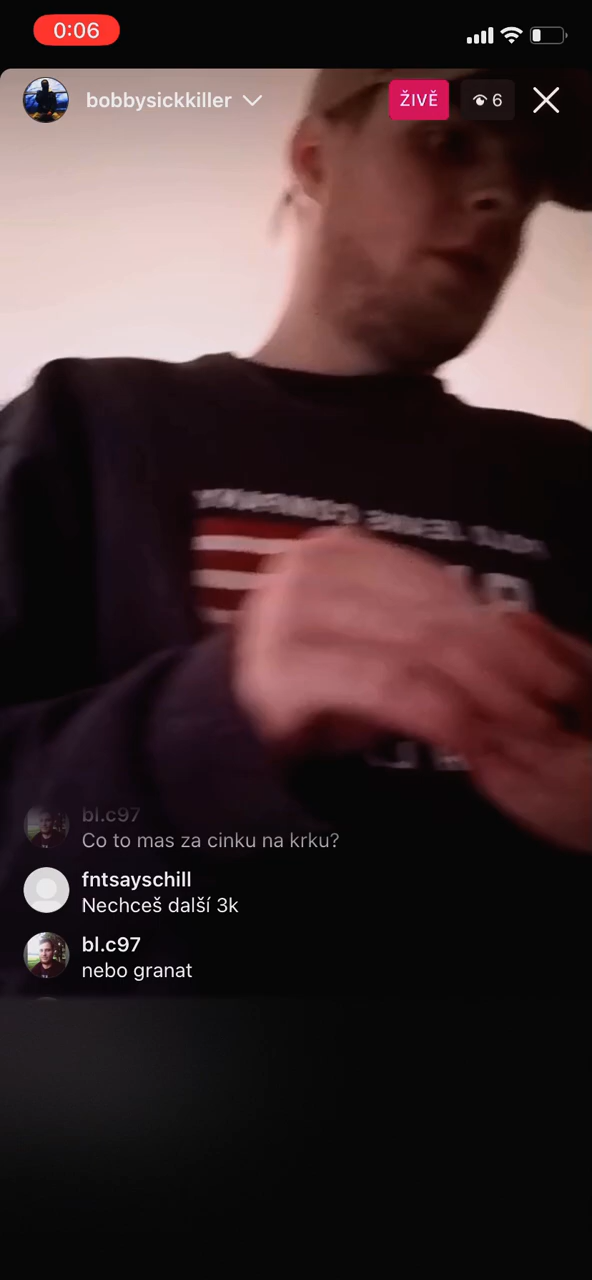 0:06
bobbysickkiller
ŽIVĚ
6
bl.c97
Co to mas za cinku na krku?
fntsayschill
Nechceš další 3k
bl.c97
nebo granat